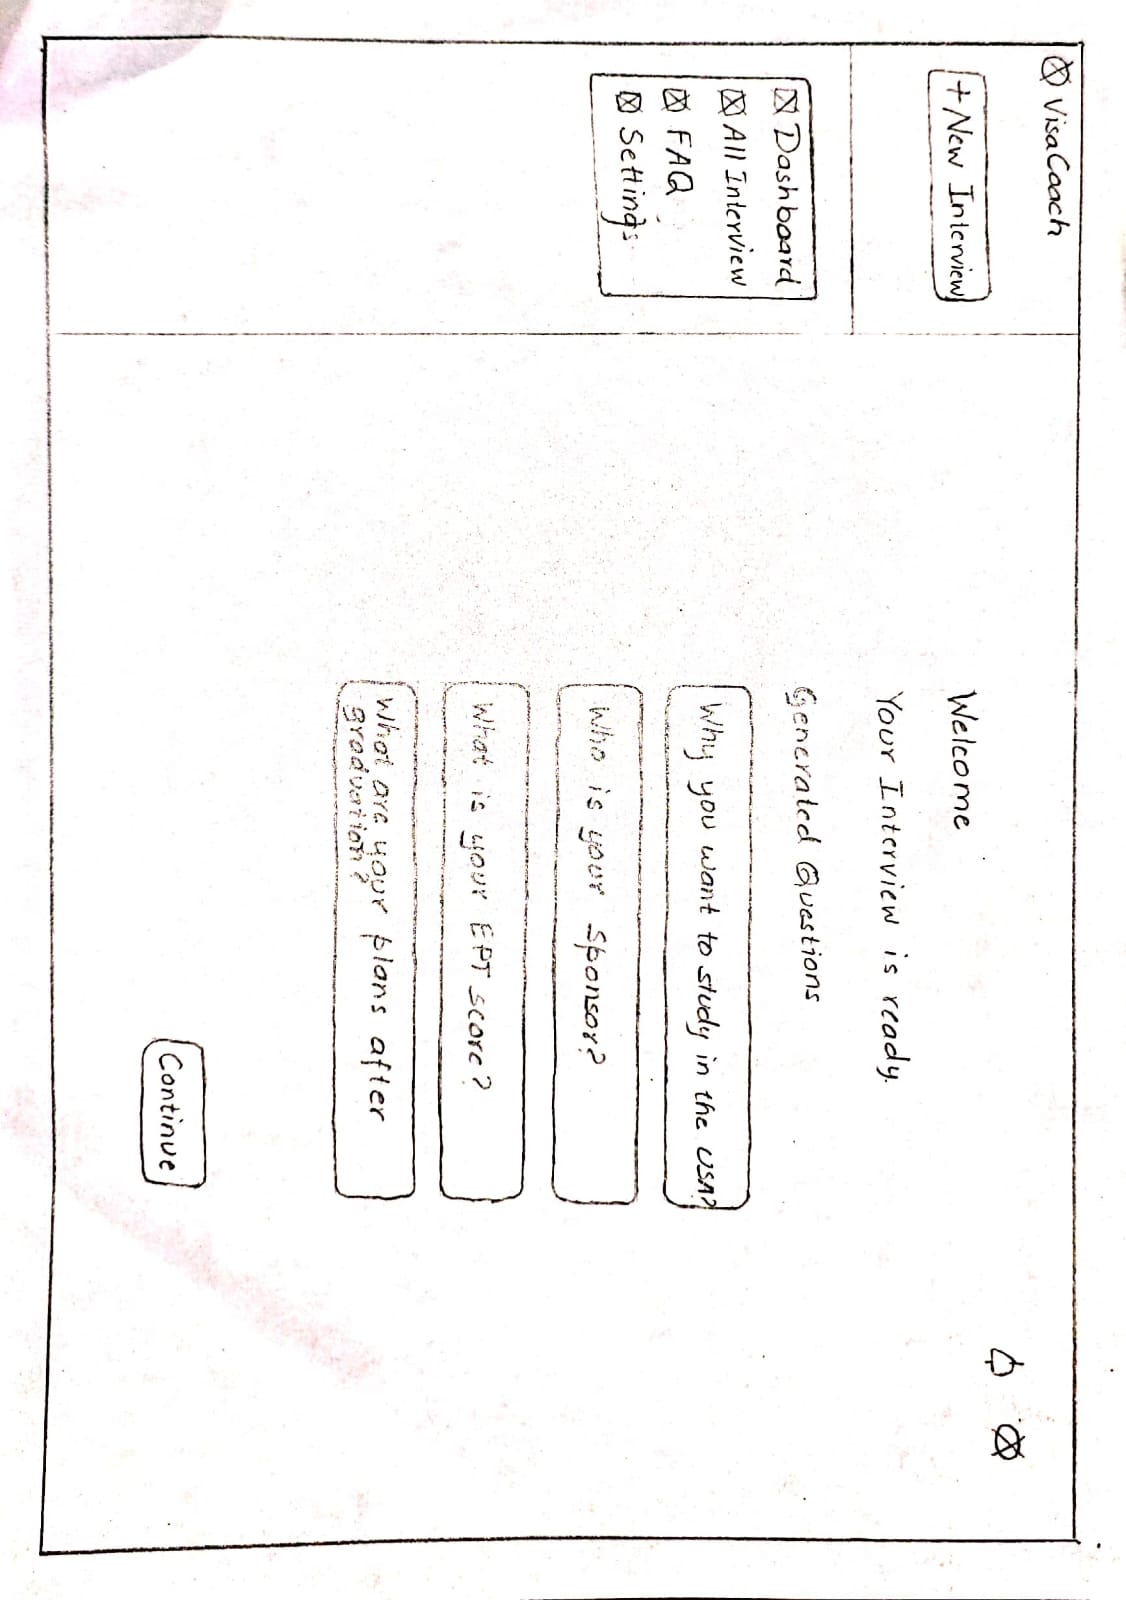 VisaCoach
+ New Interview
Dashboard
All Interview
FAQ
Settings
Welcome
Your Interview is ready.
Generated Questions
Why you want to study in the USA?
Who is your Sponsor?
What is your EPT score?
What are your plans after
graduation?
Continue